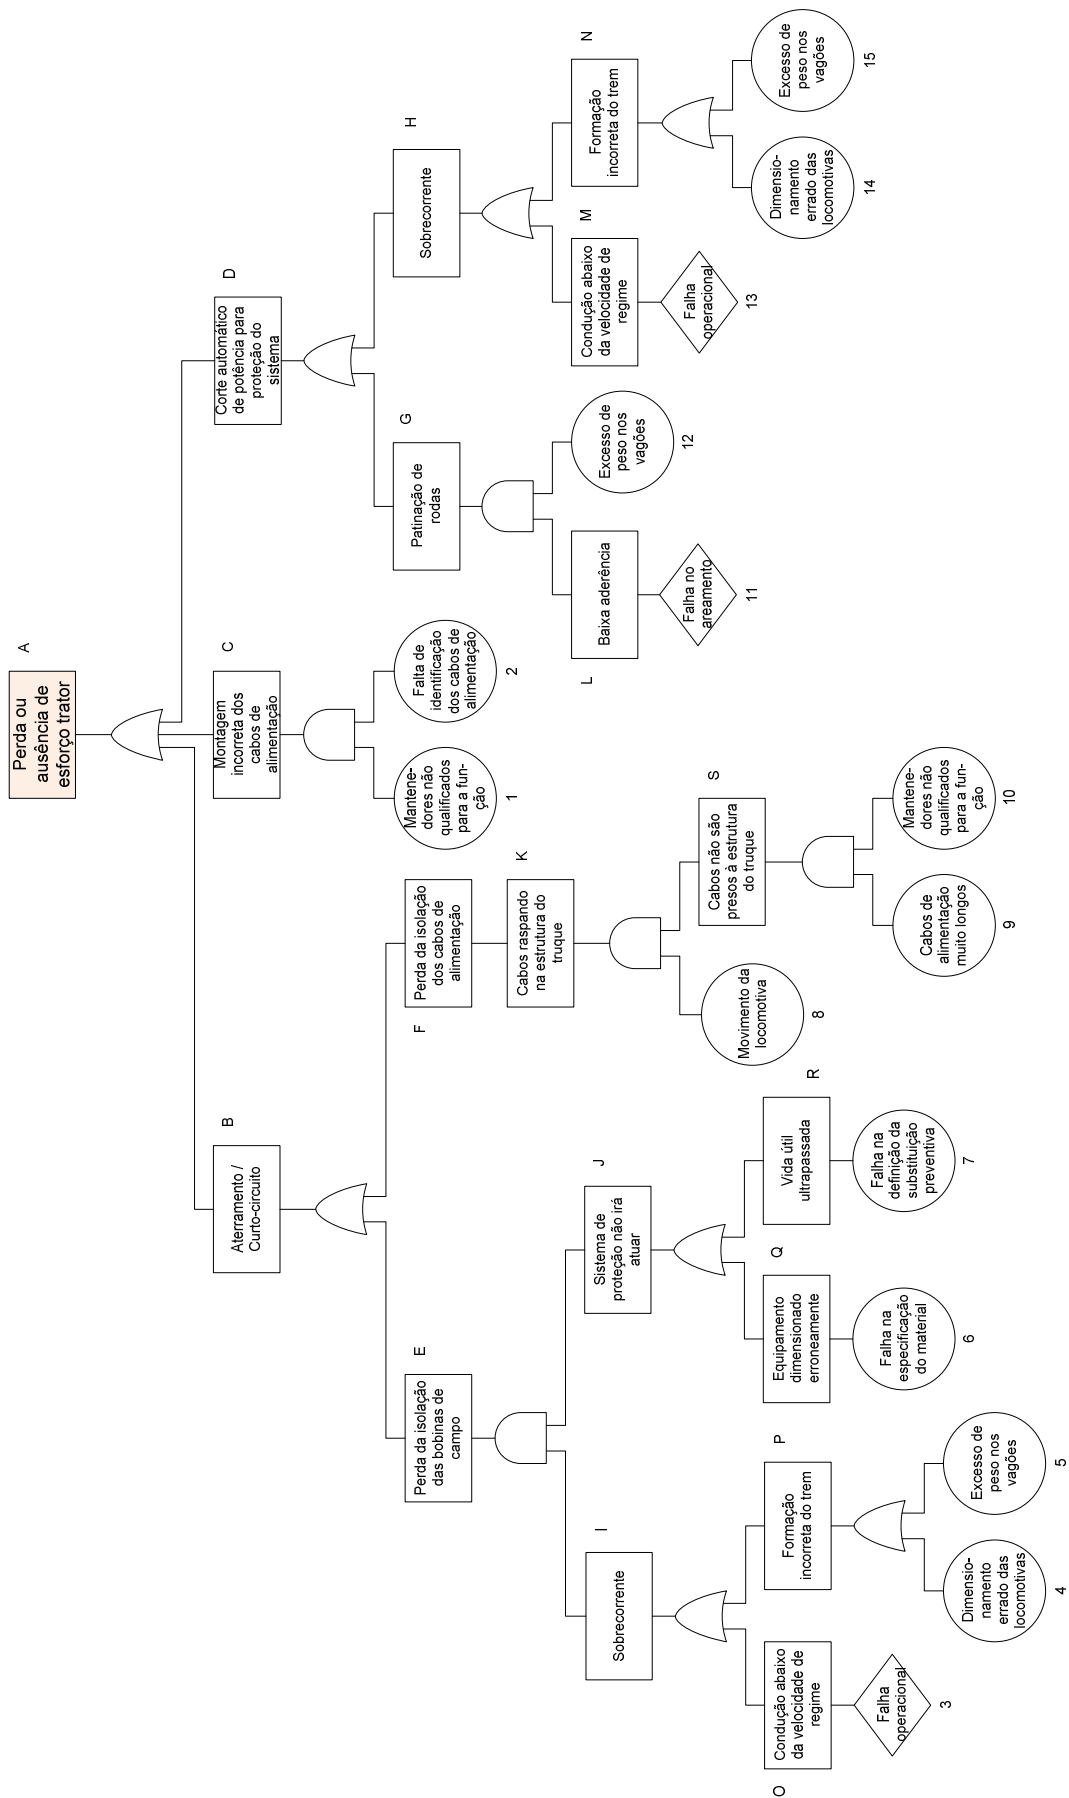 A
Perda ou
ausência de
esforço trator
B
Aterramento /
Curto-circuito
C
Montagem
incorreta dos
cabos de
alimentação
D
Corte automático
de potência para
proteção do
sistema
E
Perda da isolação
das bobinas de
campo
F
Perda da isolação
dos cabos de
alimentação
Mantene-
dores não
qualificados
para a fun-
ção
1
Falta de
identificação
dos cabos de
alimentação
2
G
Patinação de
rodas
H
Sobrecorrente
I
Sobrecorrente
J
Sistema de
proteção não irá
atuar
K
Cabos raspando
na estrutura do
truque
L
Baixa aderência
Excesso de
peso nos
vagões
12
M
Condução abaixo
da velocidade de
regime
N
Formação
incorreta do trem
O
Condução abaixo
da velocidade de
regime
P
Formação
incorreta do trem
Q
Equipamento
dimensionado
erroneamente
R
Vida útil
ultrapassada
Movimento da
locomotiva
8
S
Cabos não são
presos à estrutura
do truque
Falha no
areamento
11
Falha
operacional
13
Dimensio-
namento
errado das
locomotivas
14
Excesso de
peso nos
vagões
15
Falha
operacional
3
Dimensio-
namento
errado das
locomotivas
4
Excesso de
peso nos
vagões
5
Falha na
especificação
do material
6
Falha na
definição da
substituição
preventiva
7
Cabos de
alimentação
muito longos
9
Mantene-
dores não
qualificados
para a fun-
ção
10